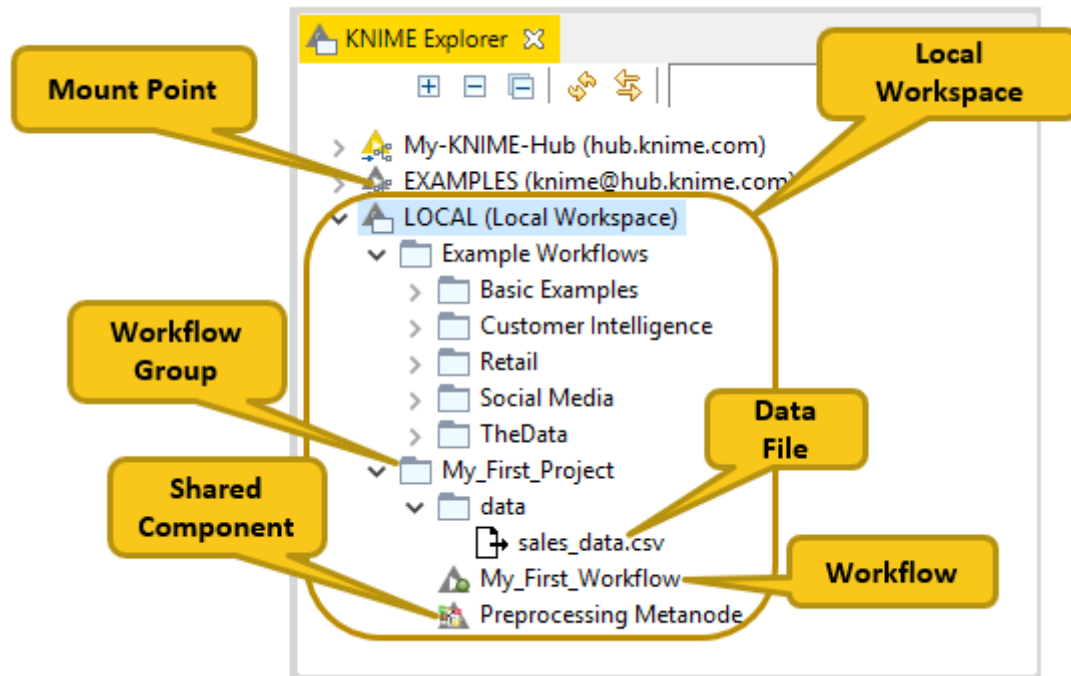 KNIME Explorer
Local
Workspace
Mount Point
My-KNIME-Hub (hub.knime.com)
EXAMPLES (knime@hub.knime.com)
LOCAL (Local Workspace)
Example Workflows
Basic Examples
Customer Intelligence
Workflow
Group
Retail
Social Media
Data
File
TheData
My_First_Project
Shared
Component
data
sales_data.csv
My_First_Workflow
Workflow
Preprocessing Metanode